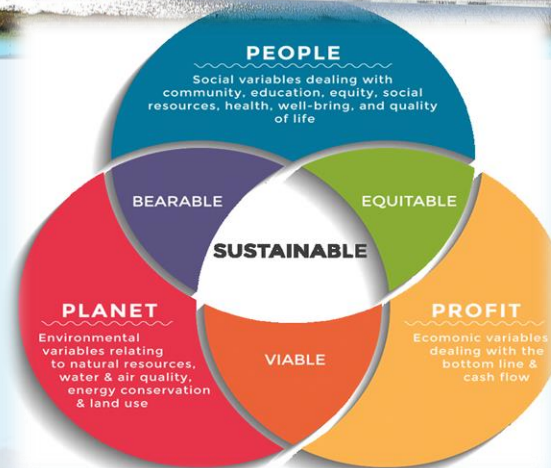 PEOPLE
Social variables dealing with
community, education, equity, social
resources, health, well-bring, and quality
of life
BEARABLE
EQUITABLE
SUSTAINABLE
PLANET
Environmental
variables relating
to natural resources,
water & air quality,
energy conservation
& land use
VIABLE
PROFIT
Ecomonic variables
dealing with the
bottom line &
cash flow